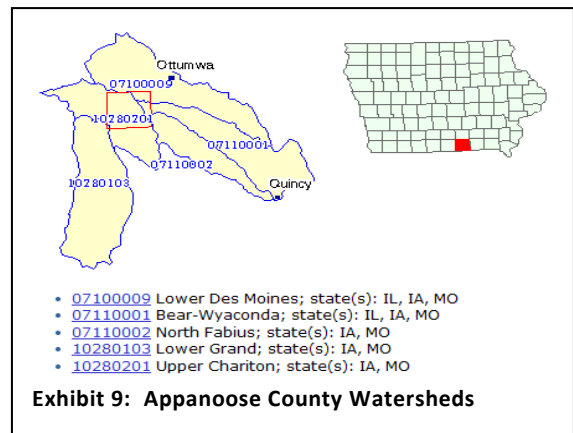 Ottumwa
07100009
10280201
07110001
07110002
10280103
Quincy
• 07100009 Lower Des Moines; state(s): IL, IA, MO
• 07110001 Bear-Wyaconda; state(s): IL, IA, MO
• 07110002 North Fabius; state(s): IA, MO
• 10280103 Lower Grand; state(s): IA, MO
• 10280201 Upper Chariton; state(s): IA, MO
Exhibit 9: Appanoose County Watersheds